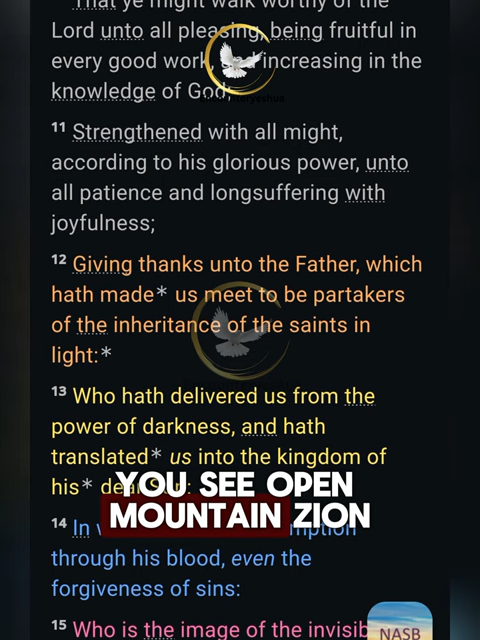 That ye might walk worthy of the
Lord unto all pleasing, being fruitful in
every good work, and increasing in the
knowledge of God;
11 Strengthened with all might,
according to his glorious power, unto
all patience and longsuffering with
joyfulness;
12 Giving thanks unto the Father, which
hath made* us meet to be partakers
of the inheritance of the saints in
light:*
13 Who hath delivered us from the
power of darkness, and hath
translated* us into the kingdom of
his* dear Son:
YOU SEE OPEN
MOUNTAIN ZION
14 In
through his blood, even the
forgiveness of sins:
15 Who is the image of the invisib
NASB